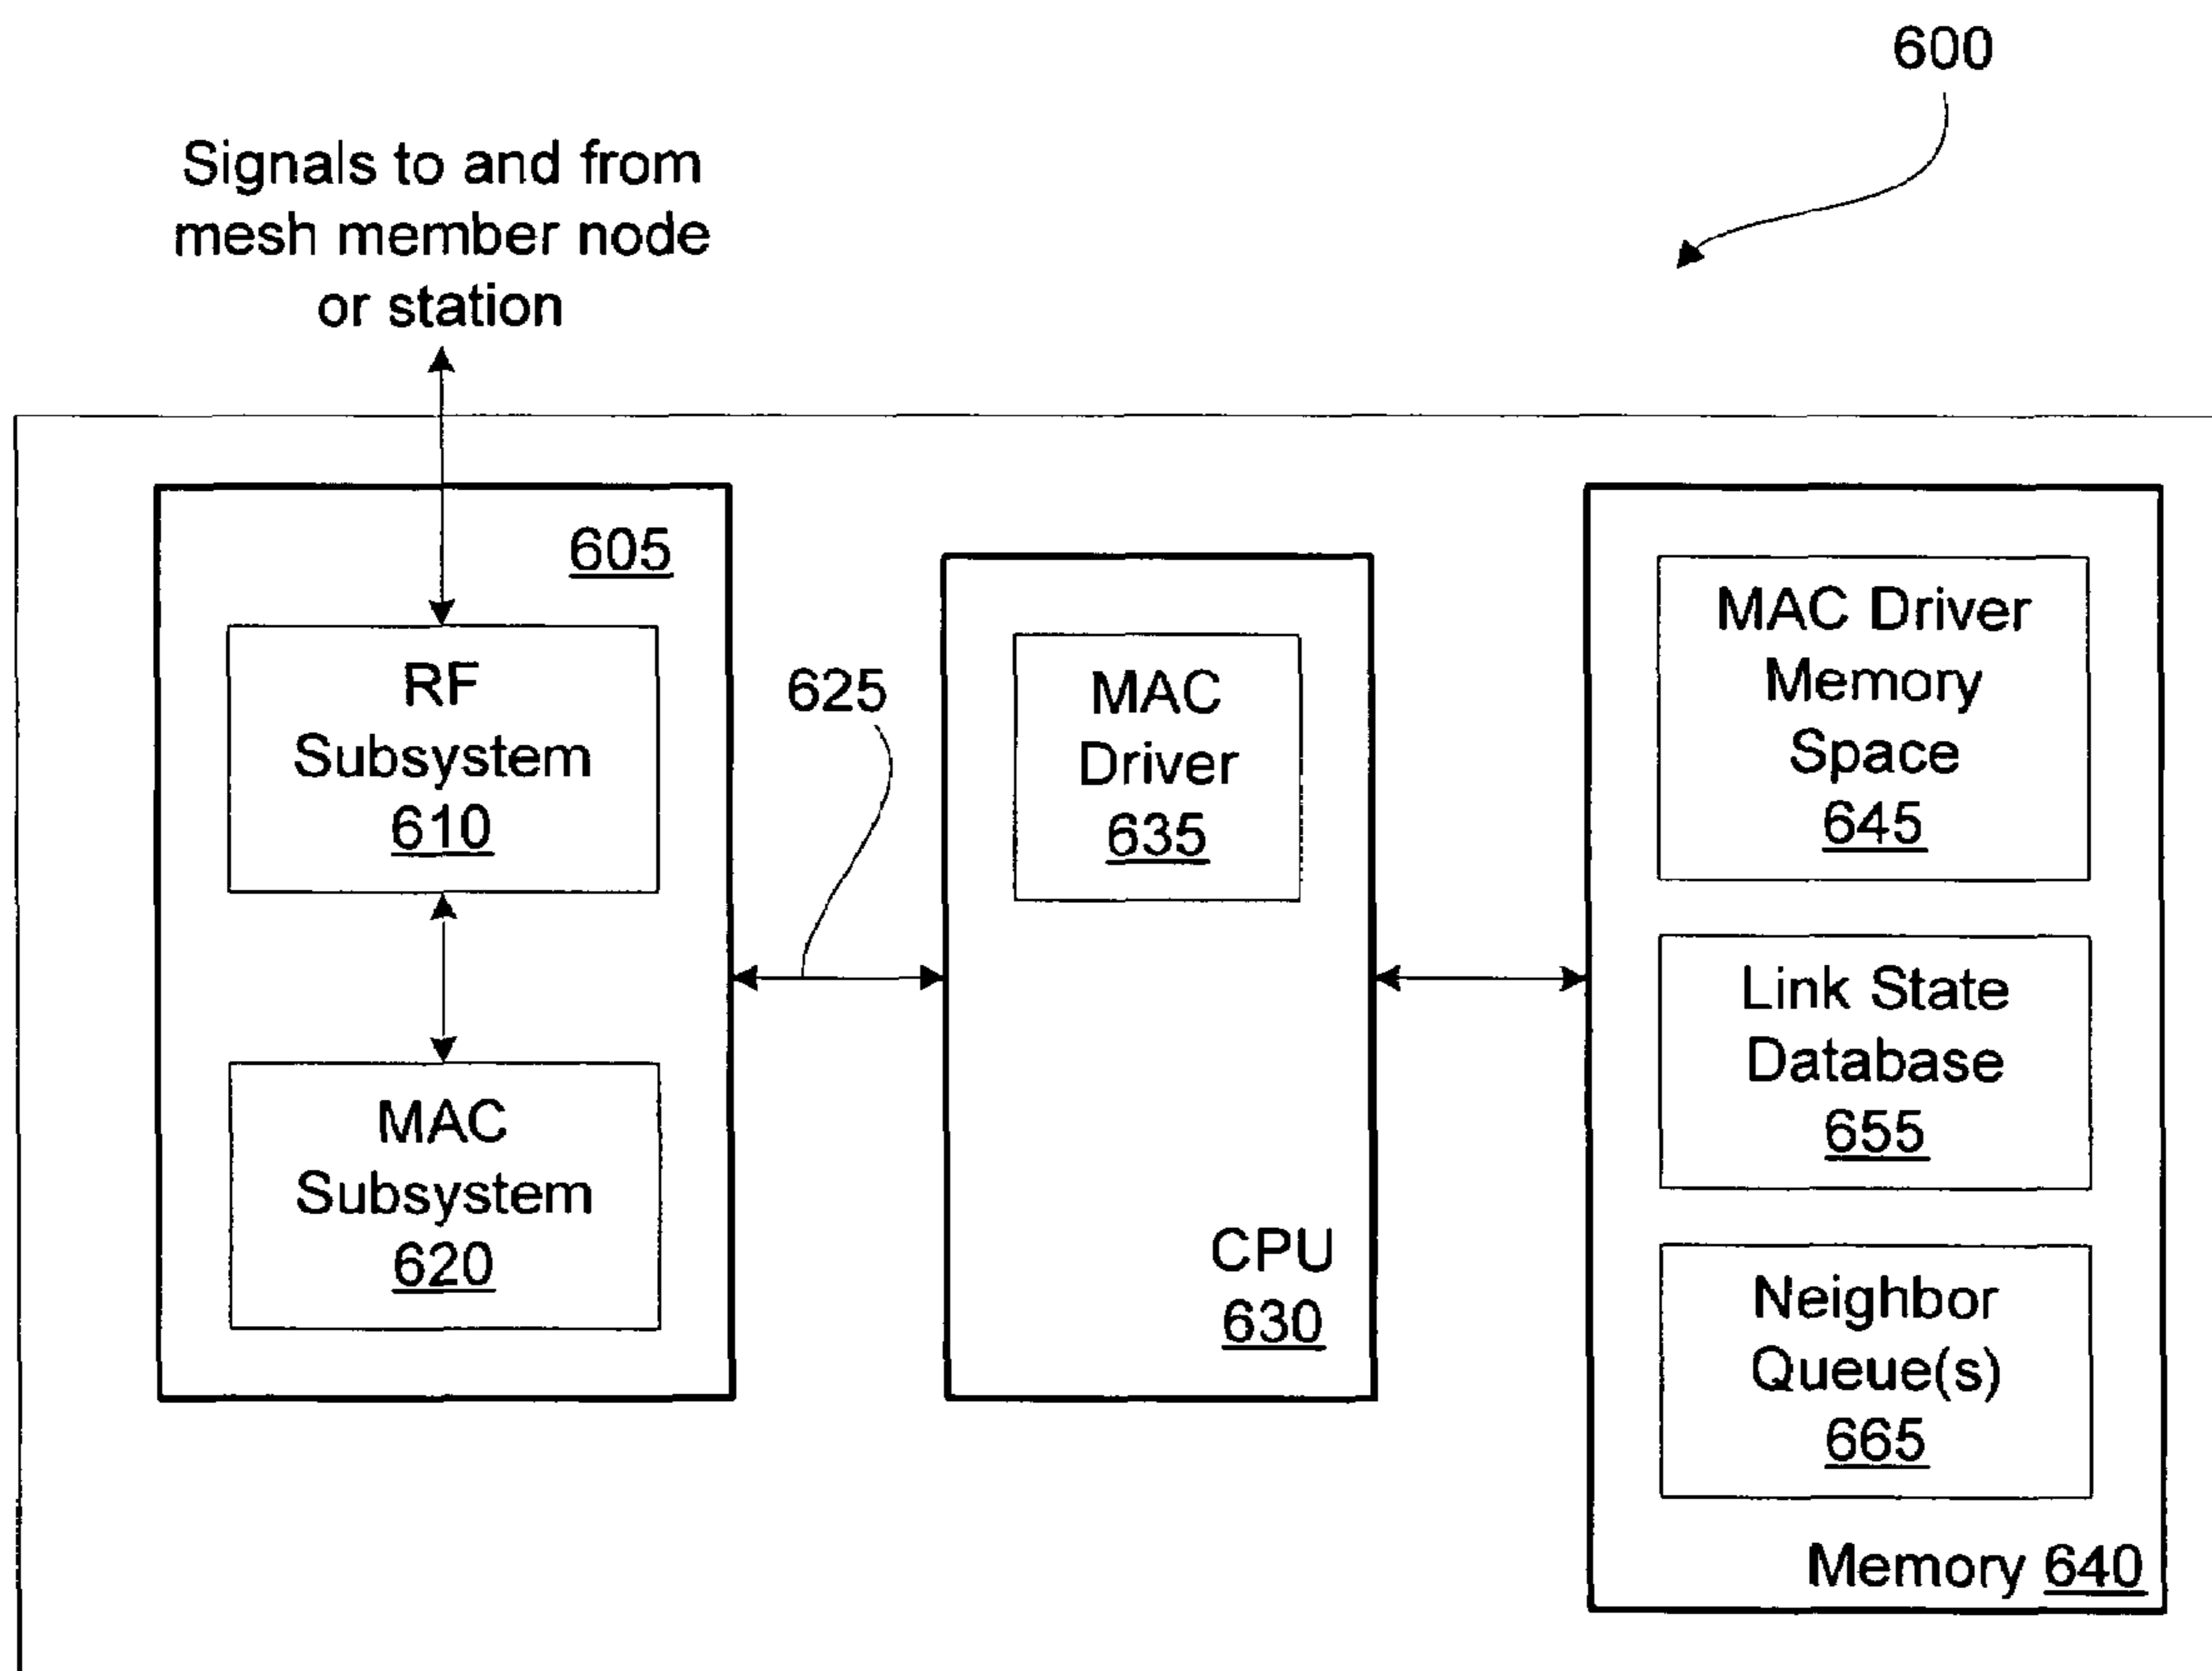 600
Signals to and from
mesh member node
or station
605
RF
Subsystem
610
MAC
Subsystem
620
625
MAC
Driver
635
CPU
630
MAC Driver
Memory
Space
645
Link State
Database
655
Neighbor
Queue(s)
665
Memory 640